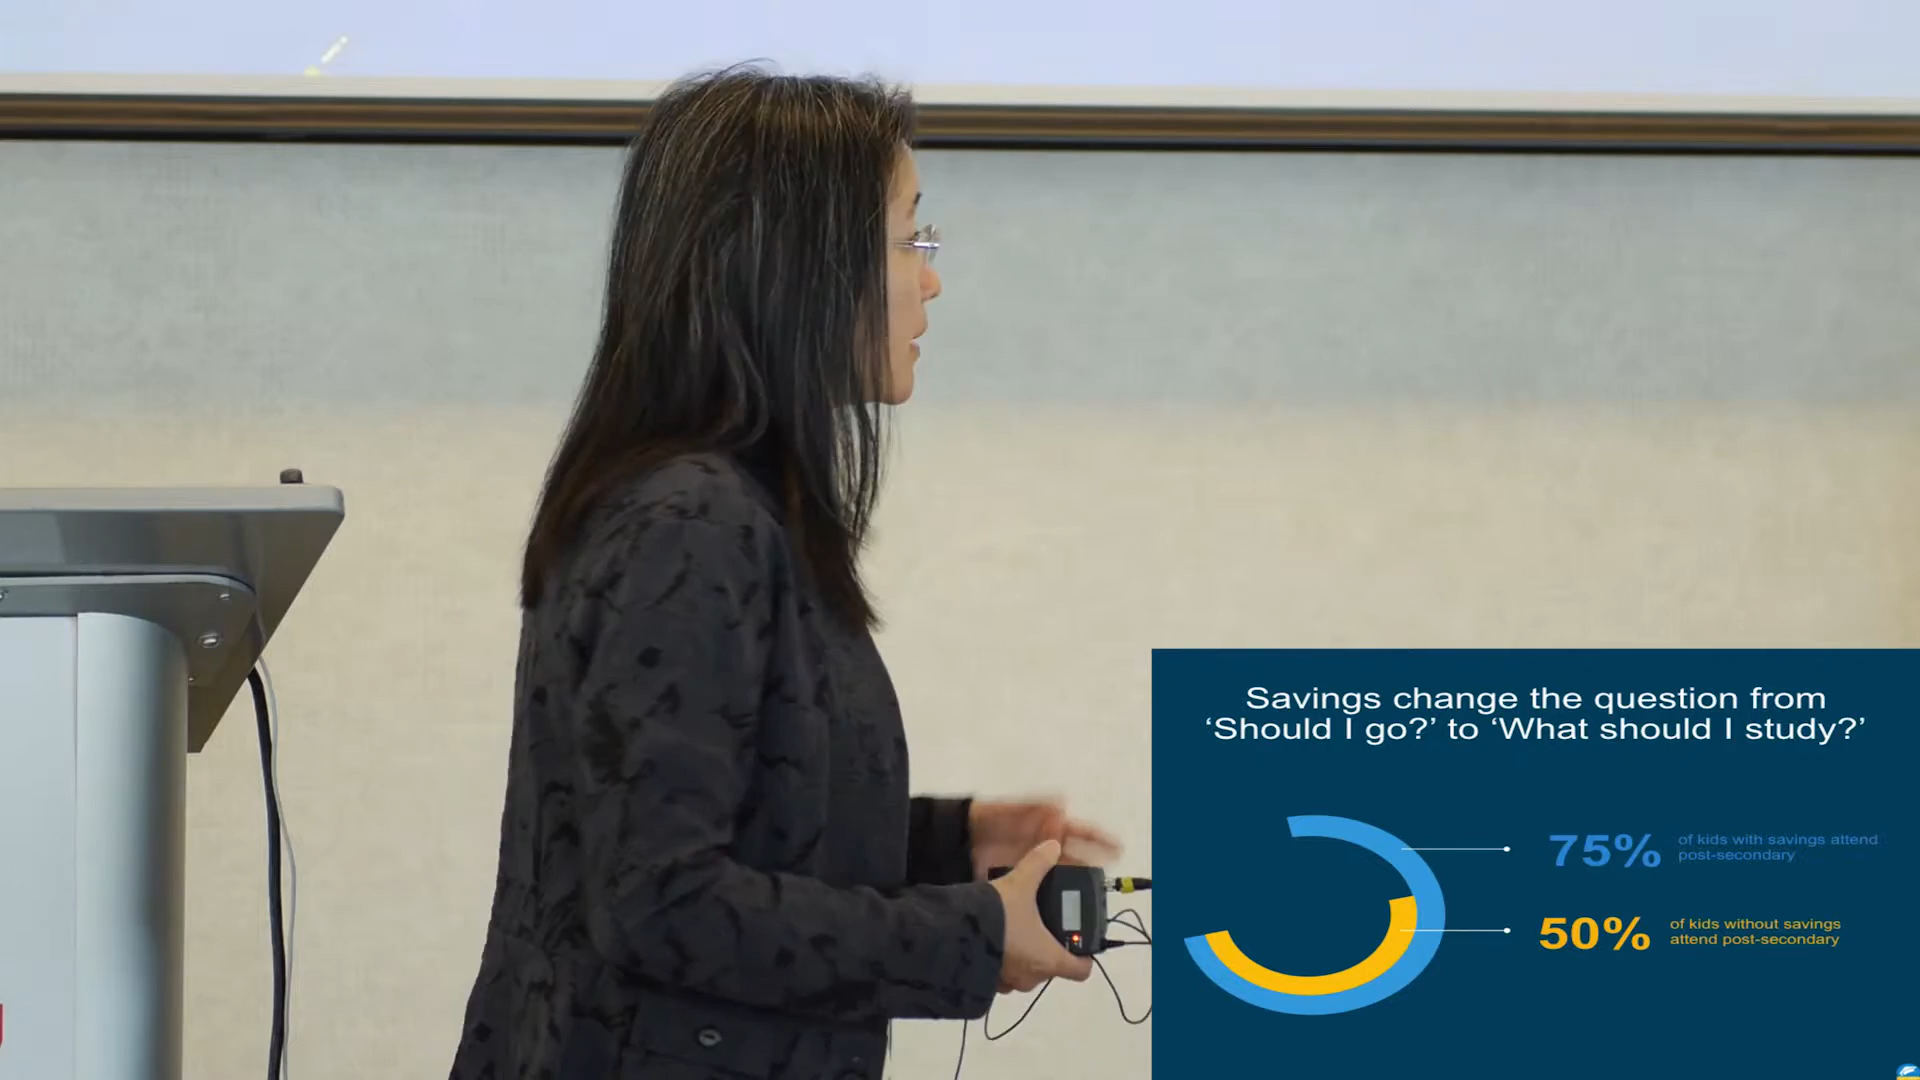 Savings change the question from
‘Should I go?’ to ‘What should I study?’
75%
of kids with savings attend
post-secondary
50%
of kids without savings
attend post-secondary